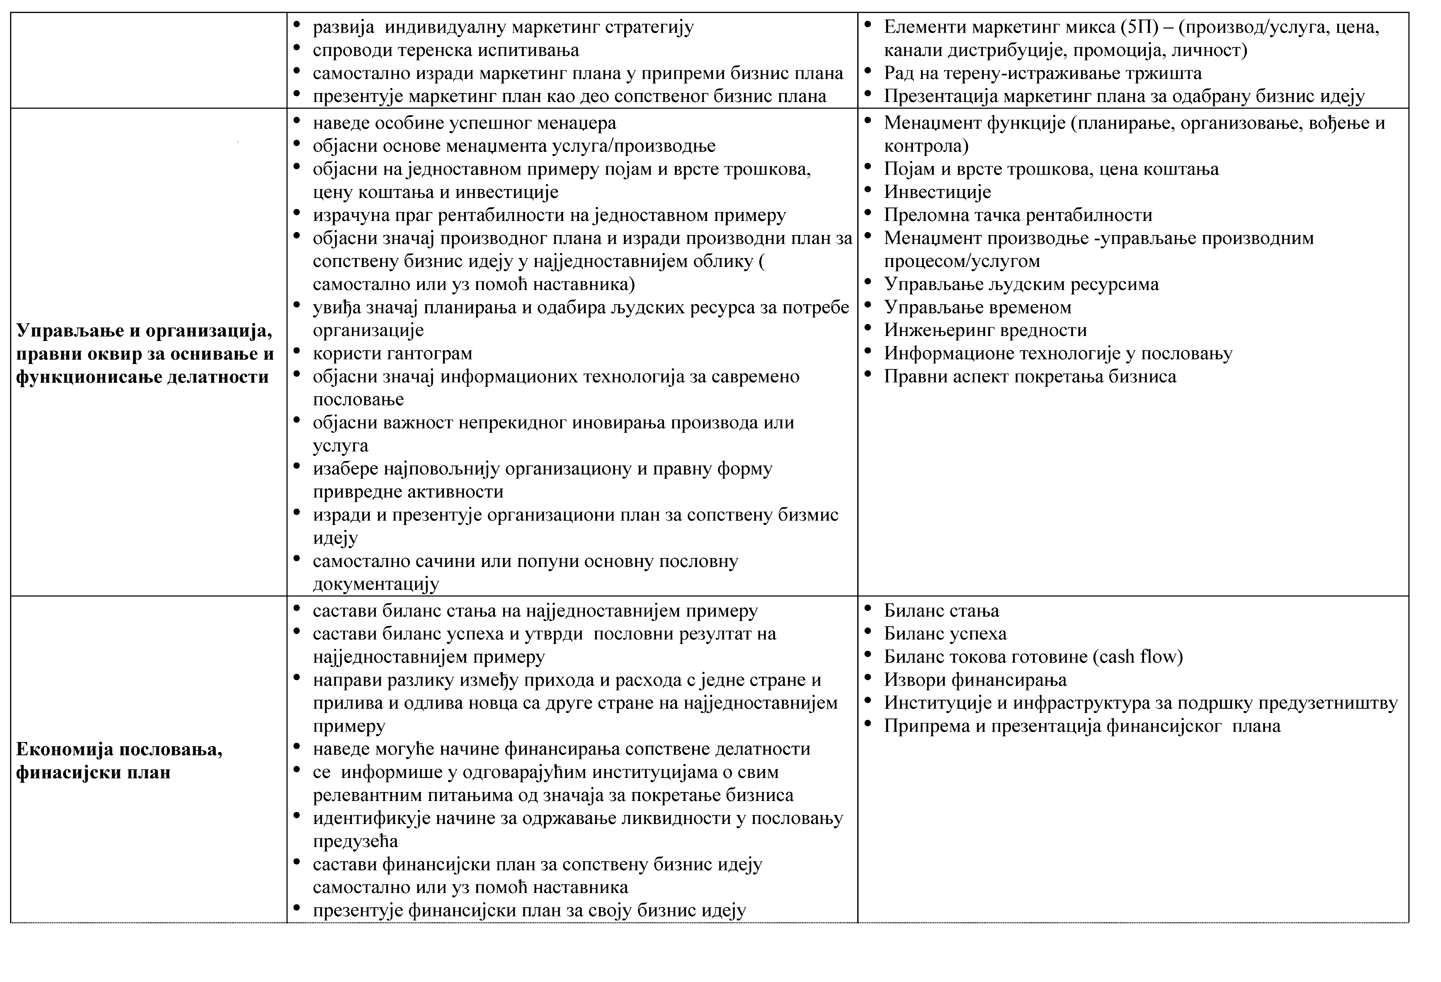 развија  индивидуалну маркетинг стратегију
спроводи теренска испитивања
самостално изради маркетинг плана у припреми бизнис плана
презентује маркетинг план као део сопственог бизнис плана
Елементи маркетинг микса (5П) – (производ/услуга, цена,
канали дистрибуције, промоција, личност)
Рад на терену-истраживање тржишта
Презентација маркетинг плана за одабрану бизнис идеју
Управљање и организација,
правни оквир за оснивање и
функционисање делатности
наведе особине успешног менаџера
објасни основе менаџмента услуга/производње
објасни на једноставном примеру појам и врсте трошкова,
цену коштања и инвестиције
израчуна праг рентабилности на једноставном примеру
објасни значај производног плана и изради производни план за
сопствену бизнис идеју у најједноставнијем облику (
самостално или уз помоћ наставника)
увиђа значај планирања и одабира људских ресурса за потребе
организације
користи гантограм
објасни значај информационих технологија за савремено
пословање
објасни важност непрекидног иновирања производа или
услуга
изабере најповољнију организациону и правну форму
привредне активности
изради и презентује организациони план за сопствену бизмис
идеју
самостално сачини или попуни основну пословну
документацију
Менаџмент функције (планирање, организовање, вођење и
контрола)
Појам и врсте трошкова, цена коштања
Инвестиције
Преломна тачка рентабилности
Менаџмент производње -управљање производним
процесом/услугом
Управљање људским ресурсима
Управљање временом
Инжењеринг вредности
Информационе технологије у пословању
Правни аспект покретања бизниса
Економија пословања,
финасијски план
састави биланс стања на најједноставнијем примеру
састави биланс успеха и утврди  пословни резултат на
најједноставнијем примеру
направи разлику између прихода и расхода с једне стране и
прилива и одлива новца са друге стране на најједноставнијем
примеру
наведе могуће начине финансирања сопствене делатности
се  информише у одговарајућим институцијама о свим
релевантним питањима од значаја за покретање бизниса
идентификује начине за одржавање ликвидности у пословању
предузећа
састави финансијски план за сопствену бизнис идеју
самостално или уз помоћ наставника
презентује финансијски план за своју бизнис идеју
Биланс стања
Биланс успеха
Биланс токова готовине (cash flow)
Извори финансирања
Институције и инфраструктура за подршку предузетништву
Припрема и презентација финансијског  плана